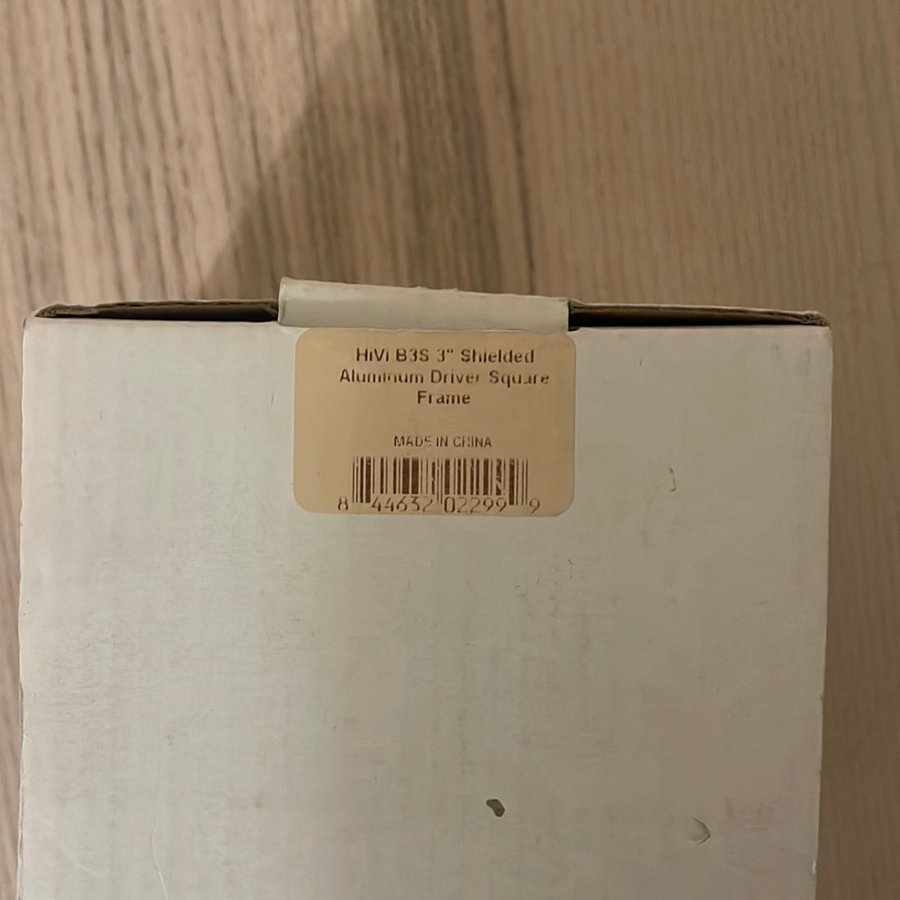 HiVi B3S 3" Shielded
Aluminum Driver Square
Frame
MADE IN CHINA
8 44632 02299 9